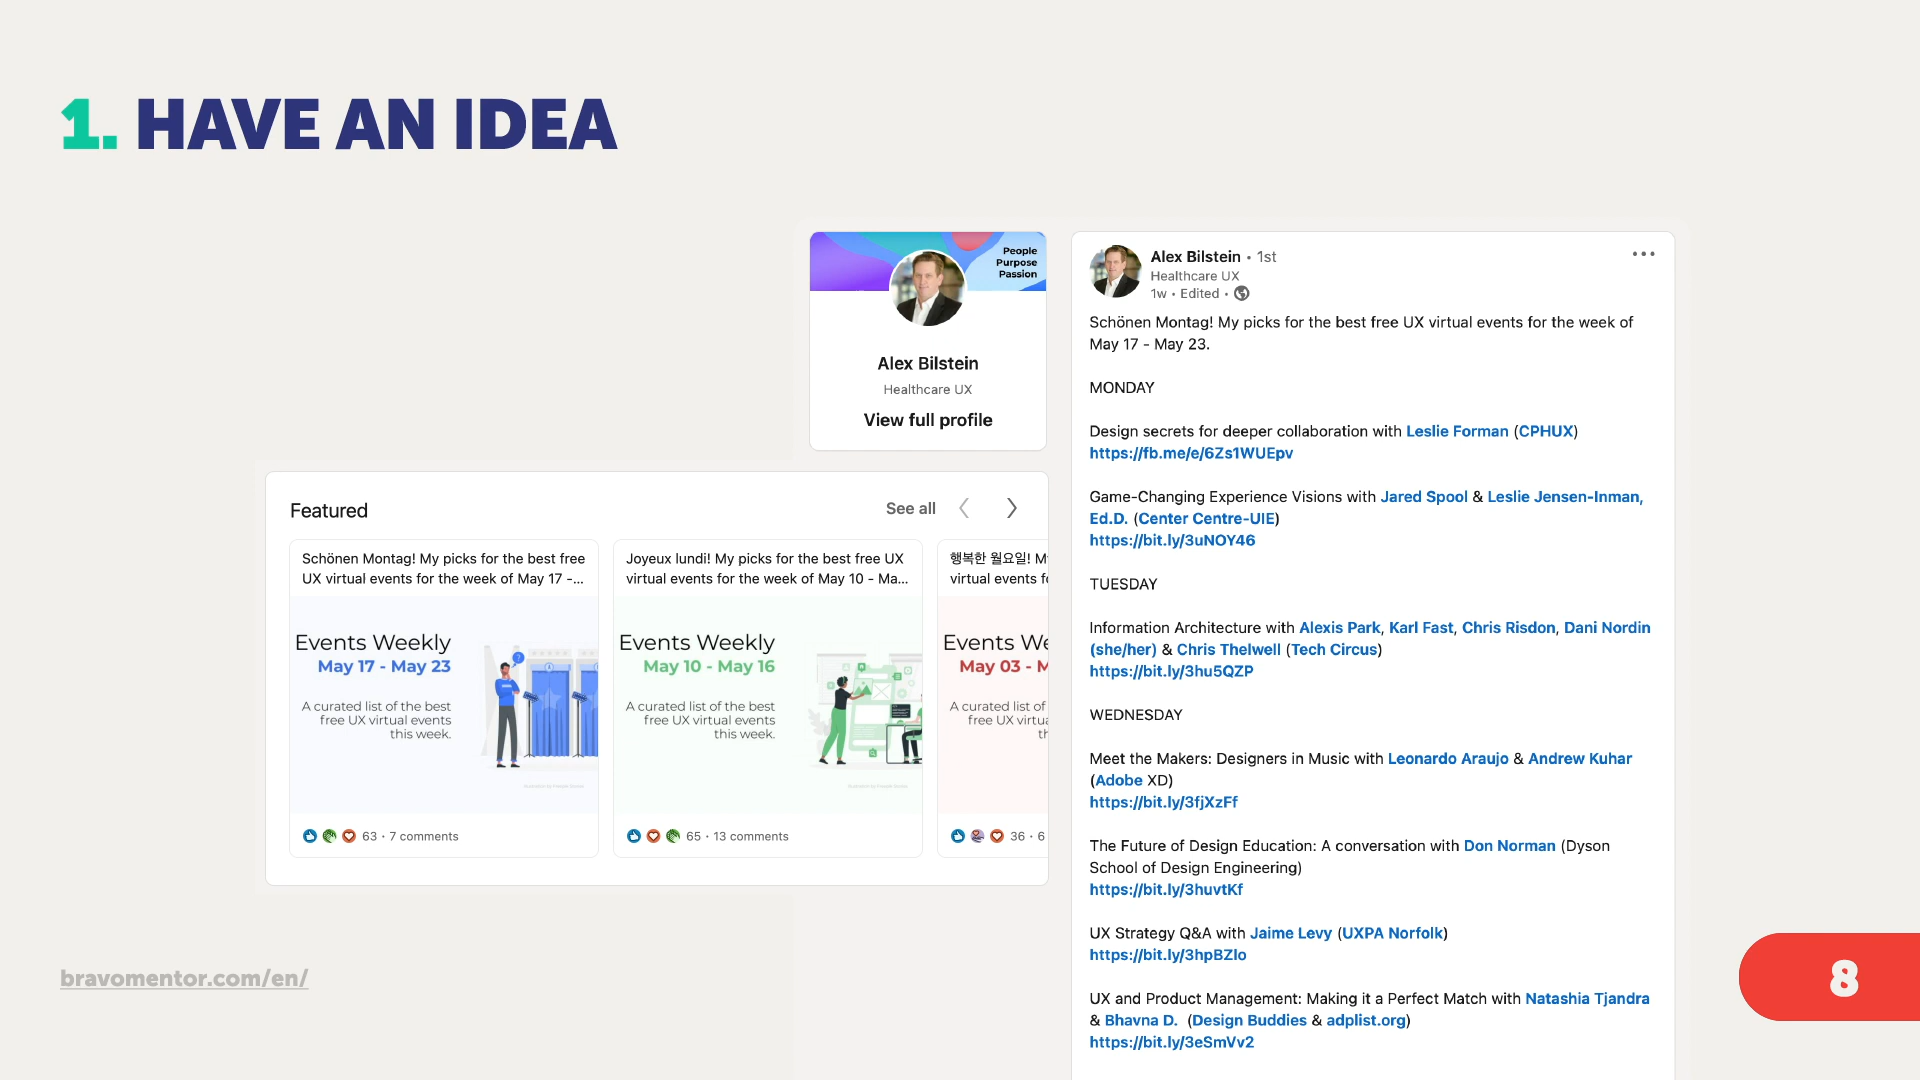 1. HAVE AN IDEA
People
Purpose
Passion
Alex Bilstein
Healthcare UX
View full profile
Featured
See all
Schönen Montag! My picks for the best free
UX virtual events for the week of May 17 -...
Events Weekly
May 17 - May 23
A curated list of the best
free UX virtual events
this week.
63 • 7 comments
Joyeux lundi! My picks for the best free UX
virtual events for the week of May 10 - Ma...
Events Weekly
May 10 - May 16
A curated list of the best
free UX virtual events
this week.
65 • 13 comments
행복한 월요일! M
virtual events fo
Events We
May 03 - M
A curated lis
free UX virtua
th
36 • 6
Alex Bilstein • 1st
Healthcare UX
1w • Edited •
Schönen Montag! My picks for the best free UX virtual events for the week of
May 17 - May 23.
MONDAY
Design secrets for deeper collaboration with Leslie Forman (CPHUX)
https://fb.me/e/6Zs1WUEpv
Game-Changing Experience Visions with Jared Spool & Leslie Jensen-Inman,
Ed.D. (Center Centre-UIE)
https://bit.ly/3uNOY46
TUESDAY
Information Architecture with Alexis Park, Karl Fast, Chris Risdon, Dani Nordin
(she/her) & Chris Thelwell (Tech Circus)
https://bit.ly/3hu5QZP
WEDNESDAY
Meet the Makers: Designers in Music with Leonardo Araujo & Andrew Kuhar
(Adobe XD)
https://bit.ly/3fjXzFf
The Future of Design Education: A conversation with Don Norman (Dyson
School of Design Engineering)
https://bit.ly/3huvtKf
UX Strategy Q&A with Jaime Levy (UXPA Norfolk)
https://bit.ly/3hpBZlo
UX and Product Management: Making it a Perfect Match with Natashia Tjandra
& Bhavna D. (Design Buddies & adplist.org)
https://bit.ly/3eSmVv2
bravomentor.com/en/
8